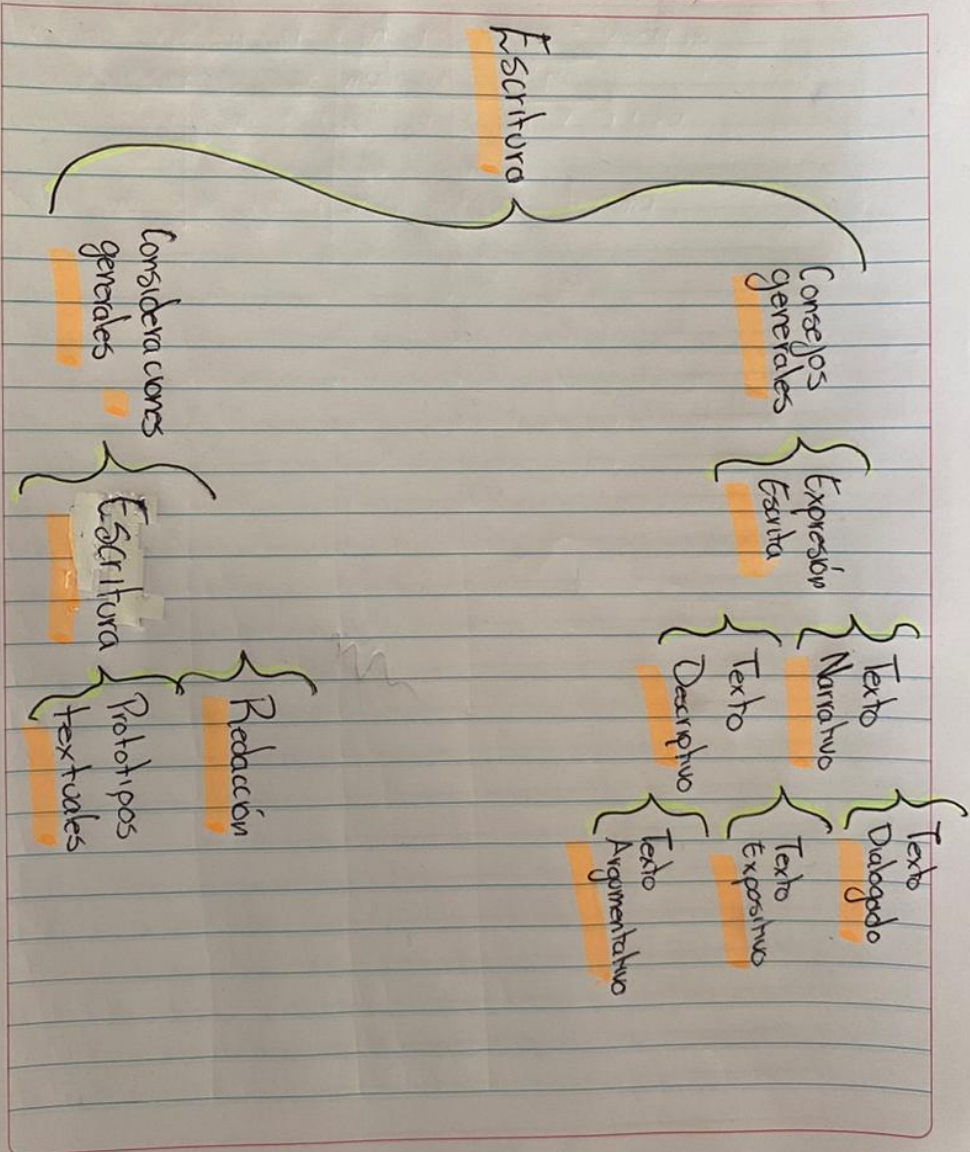 Escritura
Consejos
generales
Expresión
Escrita
Texto
Narrativo
Texto
Descriptivo
Texto
Dialogado
Texto
Expositivo
Texto
Argumentativo
Consideraciones
generales
Escritura
Redacción
Prototipos
textuales